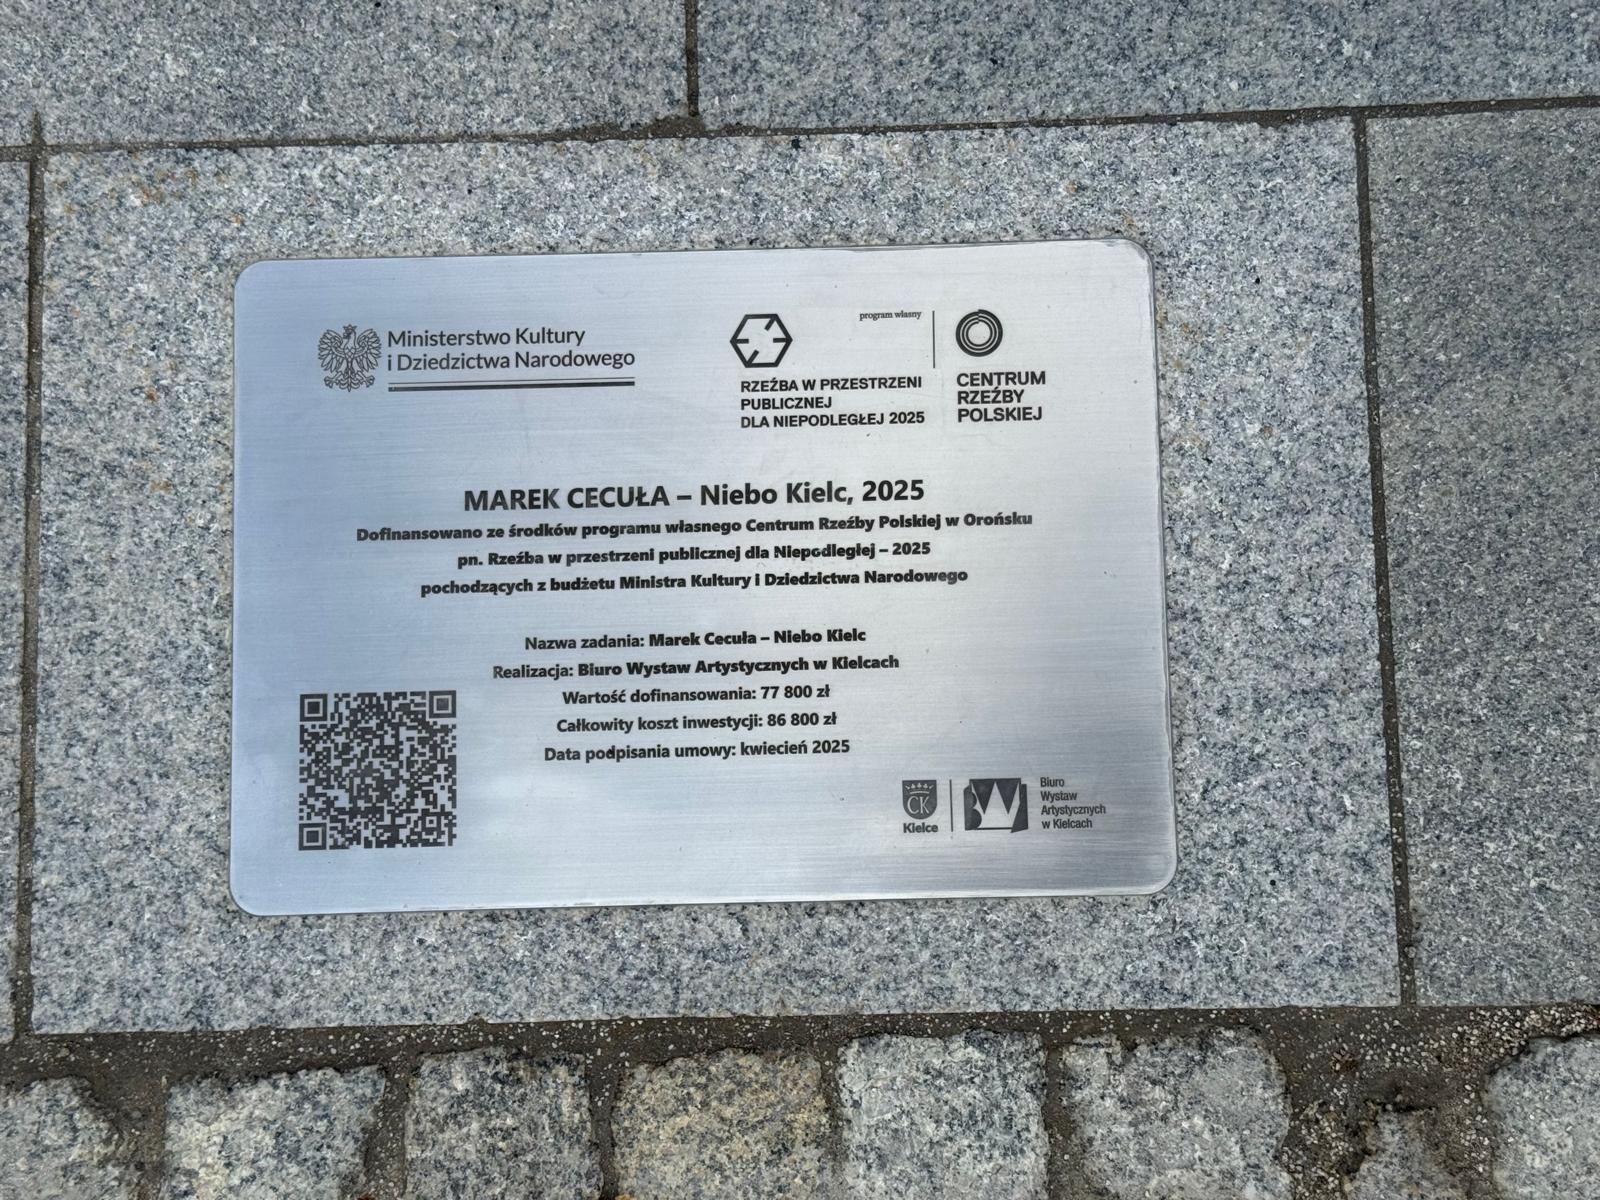 Ministerstwo Kultury
i Dziedzictwa Narodowego
program własny
RZEŹBA W PRZESTRZENI
PUBLICZNEJ
DLA NIEPODLEGŁEJ 2025
CENTRUM
RZEŹBY
POLSKIEJ
MAREK CECUŁA – Niebo Kielc, 2025
Dofinansowano ze środków programu własnego Centrum Rzeźby Polskiej w Orońsku
pn. Rzeźba w przestrzeni publicznej dla Niepodległej – 2025
pochodzących z budżetu Ministra Kultury i Dziedzictwa Narodowego
Nazwa zadania: Marek Cecuła – Niebo Kielc
Realizacja: Biuro Wystaw Artystycznych w Kielcach
Wartość dofinansowania: 77 800 zł
Całkowity koszt inwestycji: 86 800 zł
Data podpisania umowy: kwiecień 2025
CK
Kielce
BWA
Biuro
Wystaw
Artystycznych
w Kielcach